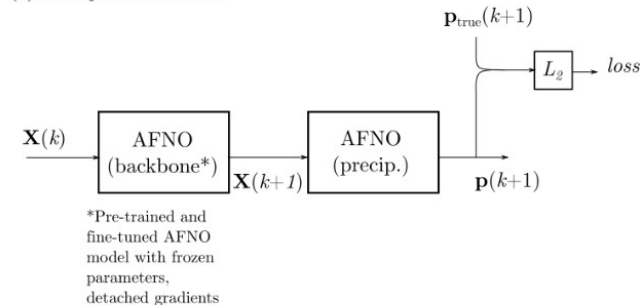 p_true(k+1)
L_2
loss
X(k)
AFNO
(backbone*)
X(k+1)
AFNO
(precip.)
p(k+1)
*Pre-trained and
fine-tuned AFNO
model with frozen
parameters,
detached gradients